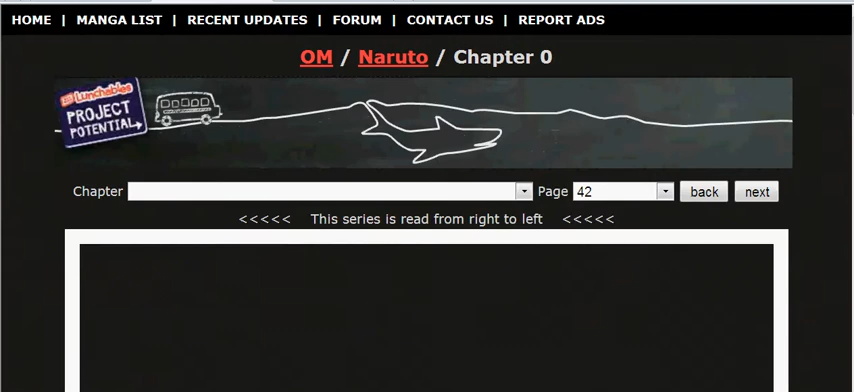 HOME | MANGA LIST | RECENT UPDATES | FORUM | CONTACT US | REPORT ADS
OM / Naruto / Chapter 0
Lunchables
PROJECT
POTENTIAL
Chapter Page 42 back next
<<<<< This series is read from right to left <<<<<